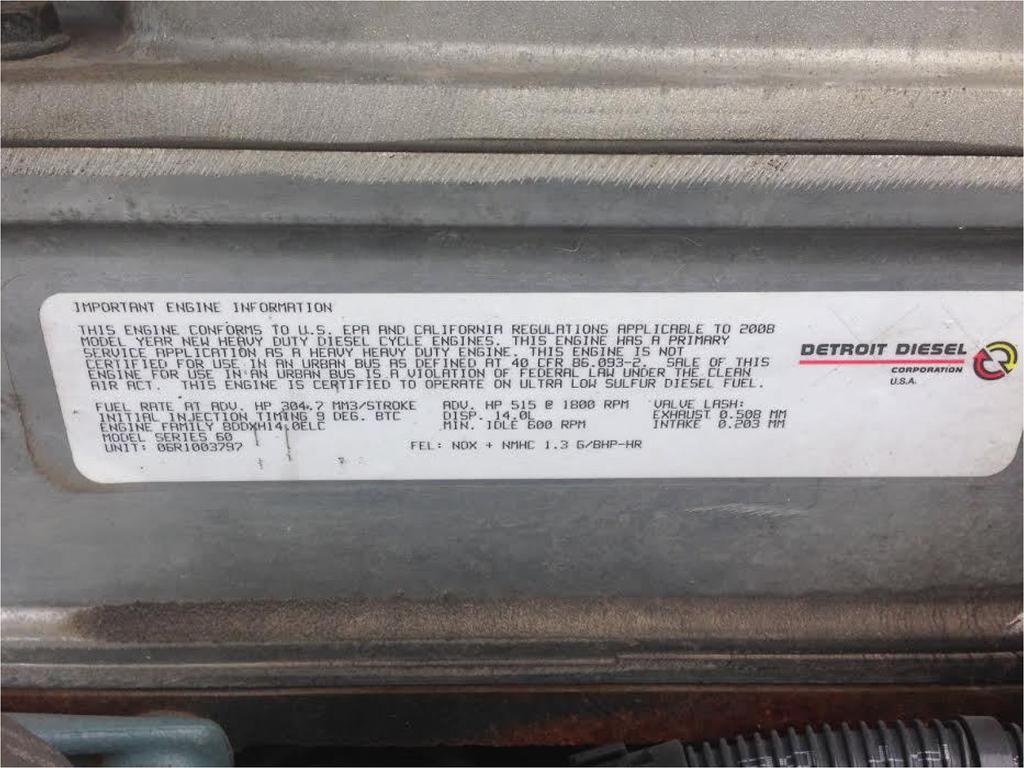 IMPORTANT ENGINE INFORMATION
THIS ENGINE CONFORMS TO U.S. EPA AND CALIFORNIA REGULATIONS APPLICABLE TO 2008
MODEL YEAR NEW HEAVY DUTY DIESEL CYCLE ENGINES. THIS ENGINE HAS A PRIMARY
SERVICE APPLICATION AS A HEAVY HEAVY DUTY ENGINE. THIS ENGINE IS NOT
CERTIFIED FOR USE IN AN URBAN BUS AS DEFINED AT 40 CFR 86.093-2. SALE OF THIS
ENGINE FOR USE IN AN URBAN BUS IS A VIOLATION OF FEDERAL LAW UNDER THE CLEAN
AIR ACT. THIS ENGINE IS CERTIFIED TO OPERATE ON ULTRA LOW SULFUR DIESEL FUEL.
FUEL RATE AT ADV. HP 304.7 MM3/STROKE ADV. HP 515 @ 1800 RPM VALVE LASH:
INITIAL INJECTION TIMING 9 DEG. BTC DISP. 14.0L EXHAUST 0.508 MM
ENGINE FAMILY 8DDXH14.0ELC MIN. IDLE 600 RPM INTAKE 0.203 MM
MODEL SERIES 60
UNIT: 06R1003797 FEL: NOX + NMHC 1.3 G/BHP-HR
DETROIT DIESEL
CORPORATION
U.S.A.